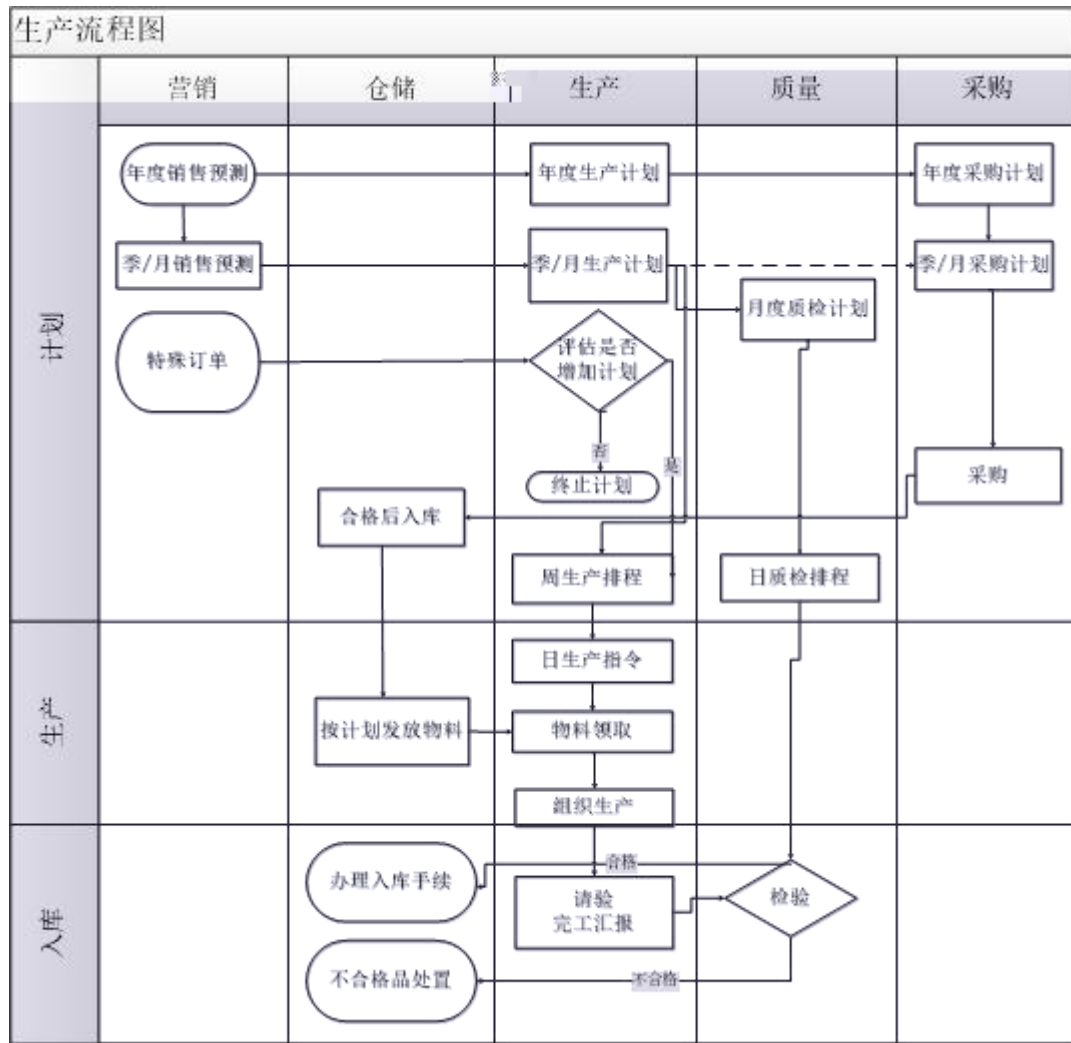 生产流程图
营销
仓储
生产
质量
采购
计划
年度销售预测
年度生产计划
年度采购计划
季/月销售预测
季/月生产计划
季/月采购计划
月度质检计划
特殊订单
评估是否
增加计划
否
是
终止计划
采购
合格后入库
周生产排程
日质检排程
生产
日生产指令
按计划发放物料
物料领取
组织生产
入库
合格
办理入库手续
请验
完工汇报
检验
不合格品处置
不合格